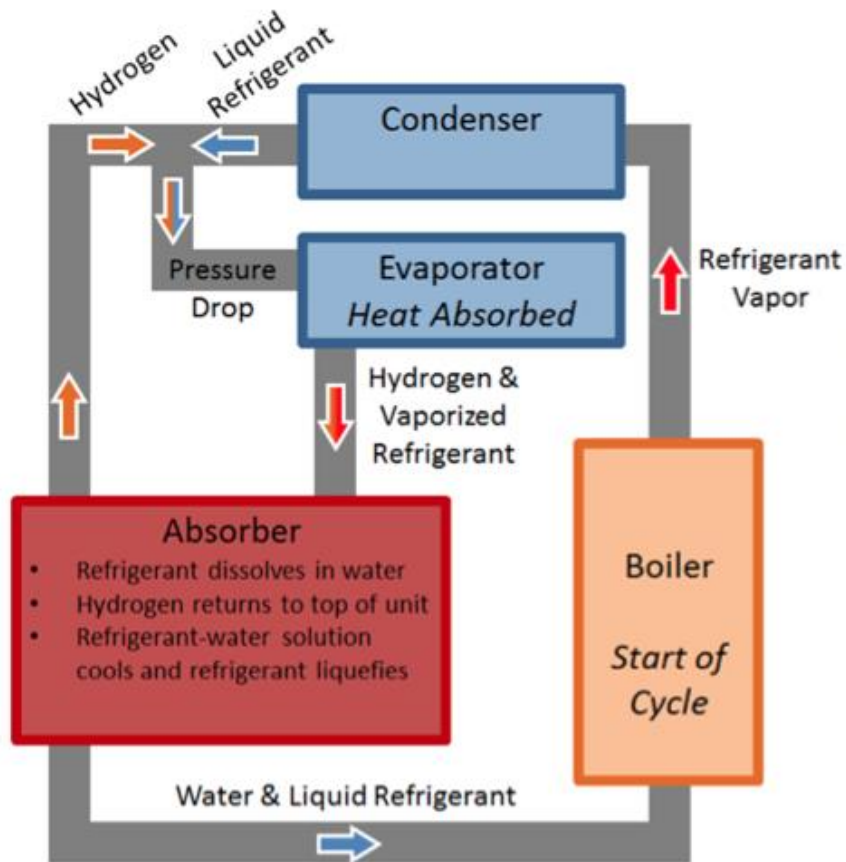 Hydrogen
Liquid
Refrigerant
Condenser
Pressure
Drop
Evaporator
Heat Absorbed
Refrigerant
Vapor
Hydrogen &
Vaporized
Refrigerant
Absorber
• Refrigerant dissolves in water
• Hydrogen returns to top of unit
• Refrigerant-water solution
cools and refrigerant liquefies
Boiler
Start of
Cycle
Water & Liquid Refrigerant